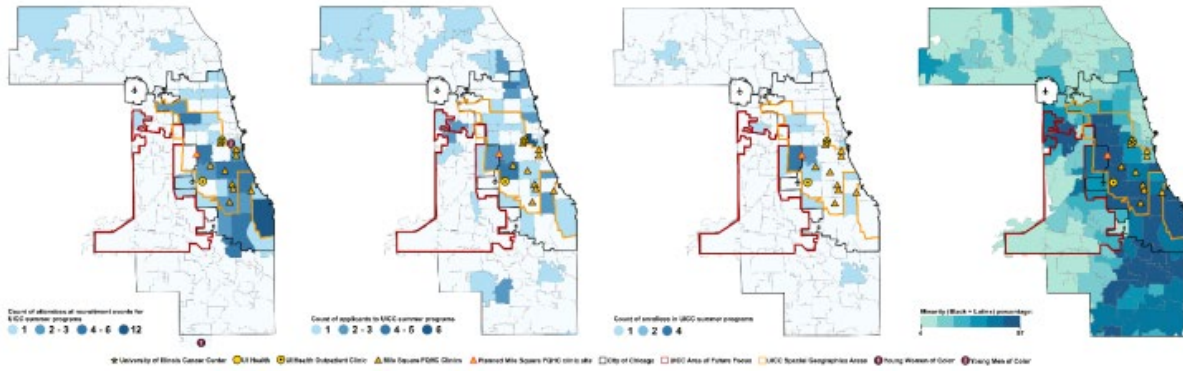 Count of attendees at recruitment events for
UICC summer programs
1 2 - 3 4 - 5 12
Count of applicants to UICC summer programs
1 2 - 3 4 - 5 6
Count of enrollees in UICC summer programs
1 2 4
Minority (Black + Latinx) percentage
University of Illinois Cancer Center UI Health UI Health Outpatient Clinic Mile Square FQHC Clinics Planned Mile Square FQHC clinic site City of Chicago UICC Area of Future Focus UICC Special Geographics Areas Young Women of Color Young Men of Color